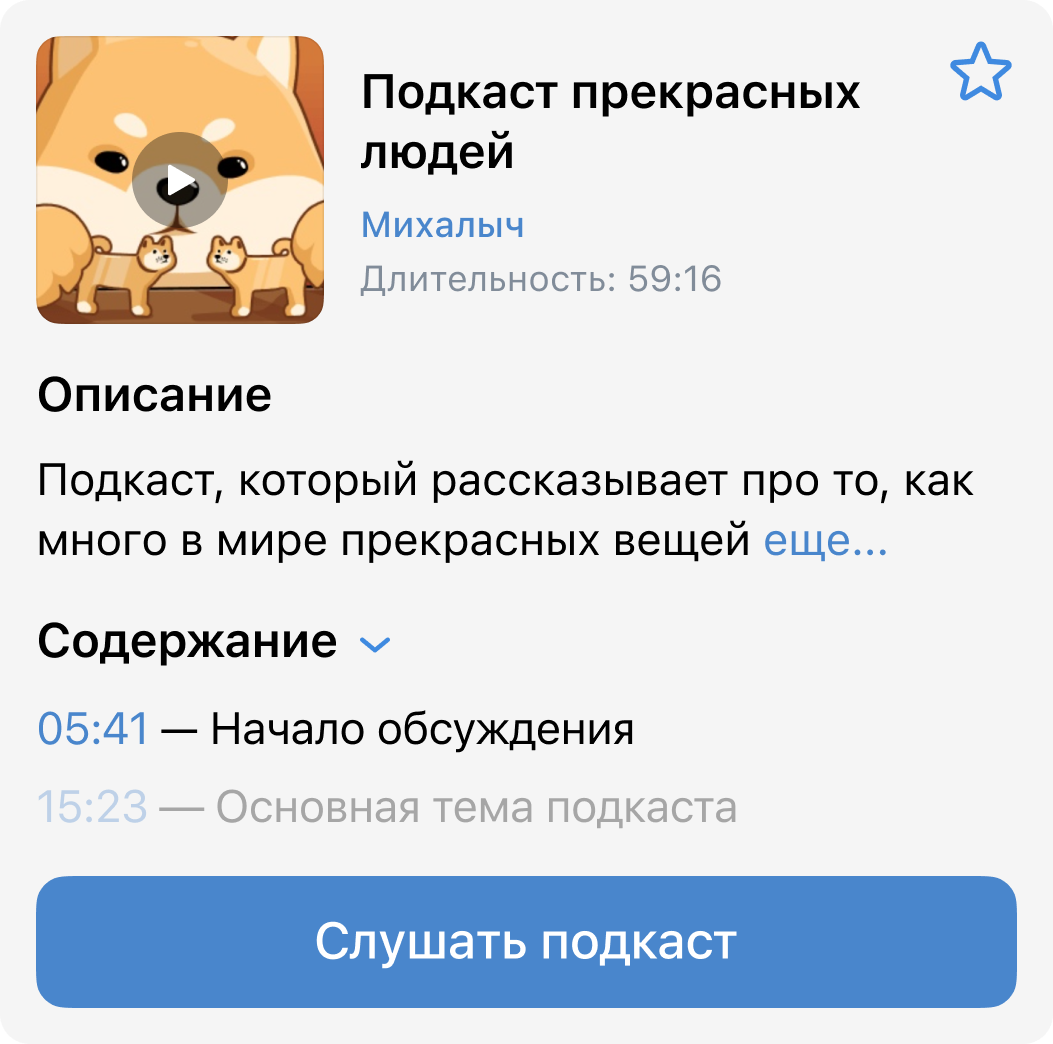 Подкаст прекрасных
людей
Михалыч
Длительность: 59:16
Описание
Подкаст, который рассказывает про то, как
много в мире прекрасных вещей еще...
Содержание
05:41 — Начало обсуждения
15:23 — Основная тема подкаста
Слушать подкаст